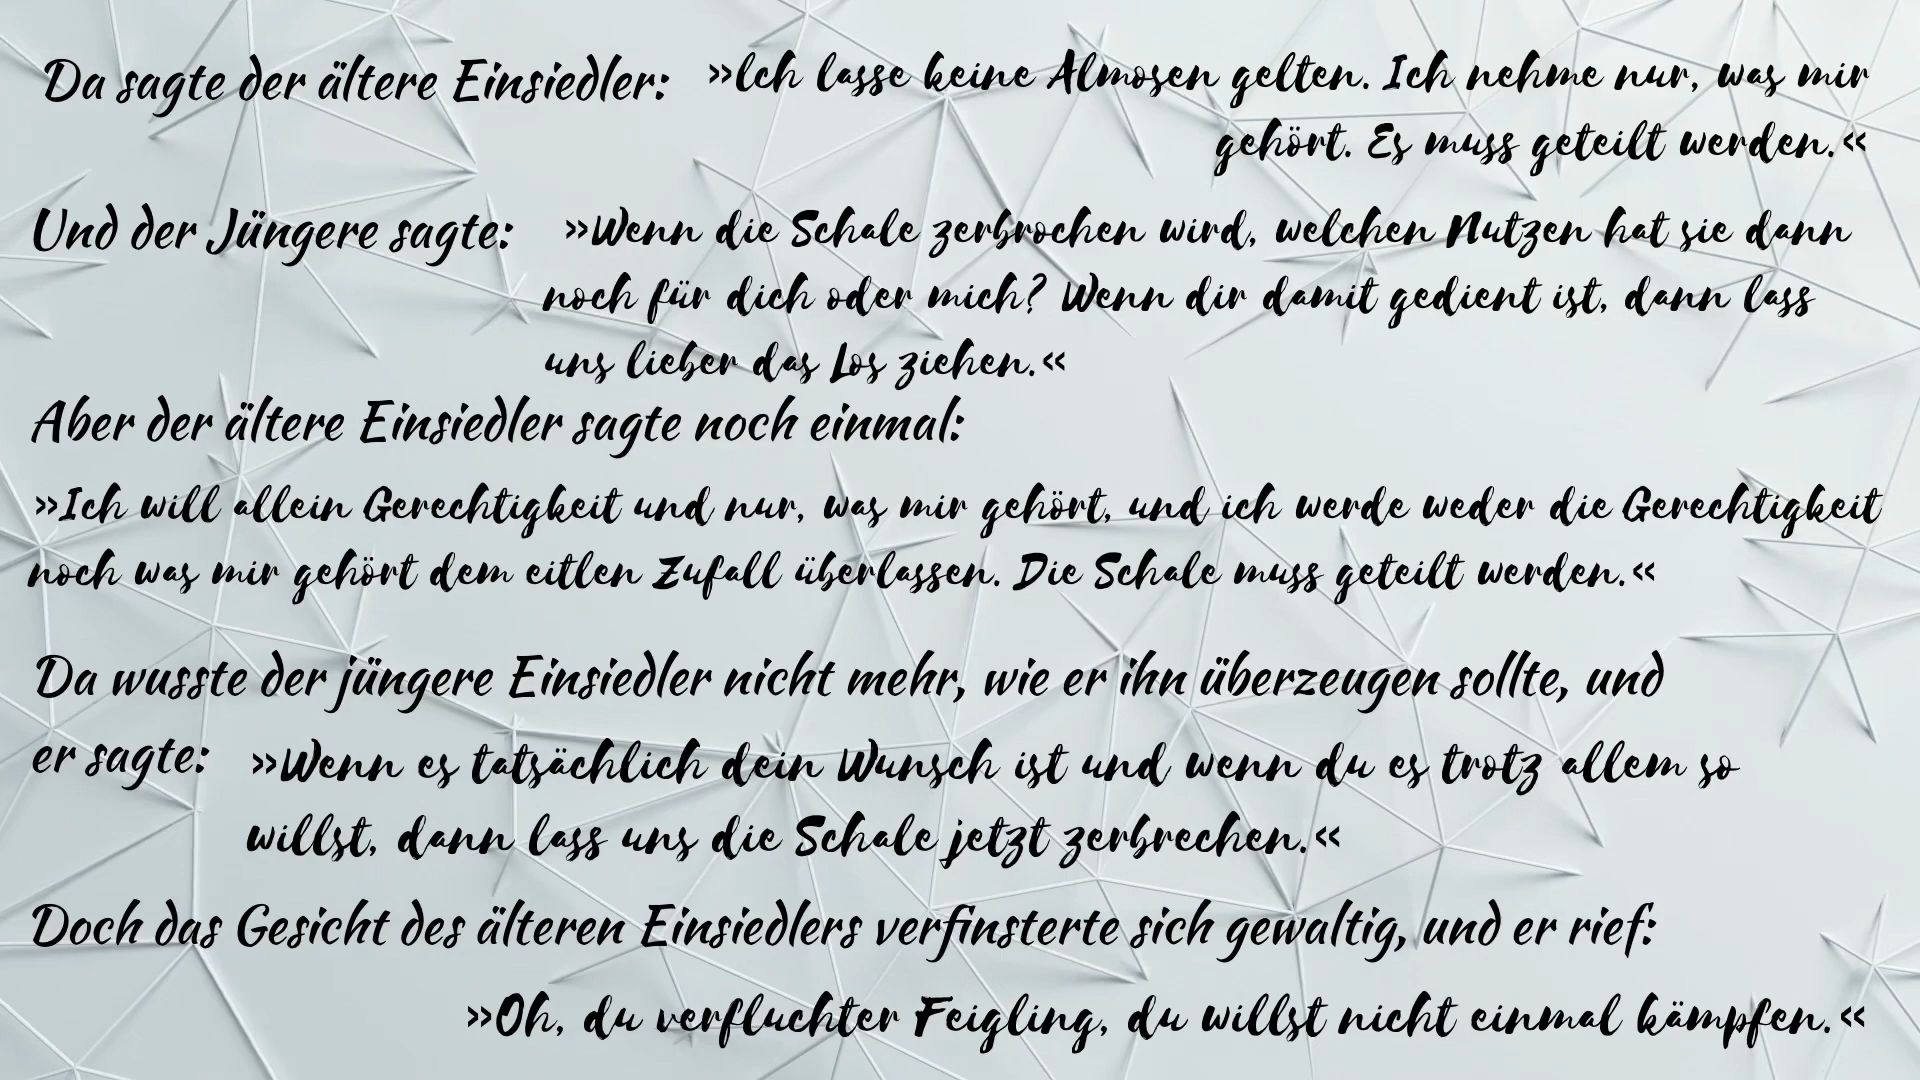 Da sagte der ältere Einsiedler: »Ich lasse keine Almosen gelten. Ich nehme nur, was mir
gehört. Es muss geteilt werden.«
Und der Jüngere sagte: »Wenn die Schale zerbrochen wird, welchen Nutzen hat sie dann
noch für dich oder mich? Wenn dir damit gedient ist, dann lass
uns lieber das Los ziehen.«
Aber der ältere Einsiedler sagte noch einmal:
»Ich will allein Gerechtigkeit und nur, was mir gehört, und ich werde weder die Gerechtigkeit
noch was mir gehört dem eitlen Zufall überlassen. Die Schale muss geteilt werden.«
Da wusste der jüngere Einsiedler nicht mehr, wie er ihn überzeugen sollte, und
er sagte: »Wenn es tatsächlich dein Wunsch ist und wenn du es trotz allem so
willst, dann lass uns die Schale jetzt zerbrechen.«
Doch das Gesicht des älteren Einsiedlers verfinsterte sich gewaltig, und er rief:
»Oh, du verfluchter Feigling, du willst nicht einmal kämpfen.«